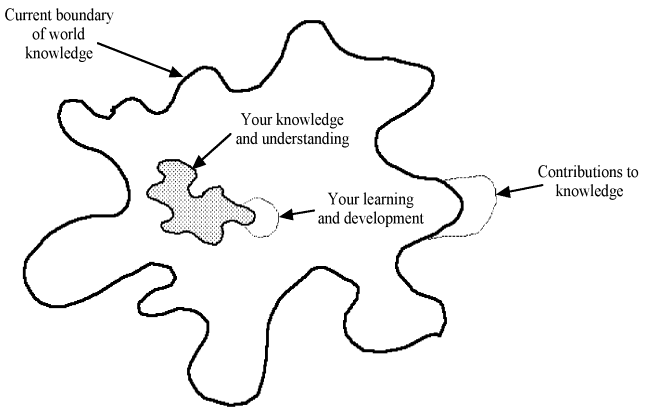 Current boundary
of world
knowledge
Your knowledge
and understanding
Your learning
and development
Contributions to
knowledge